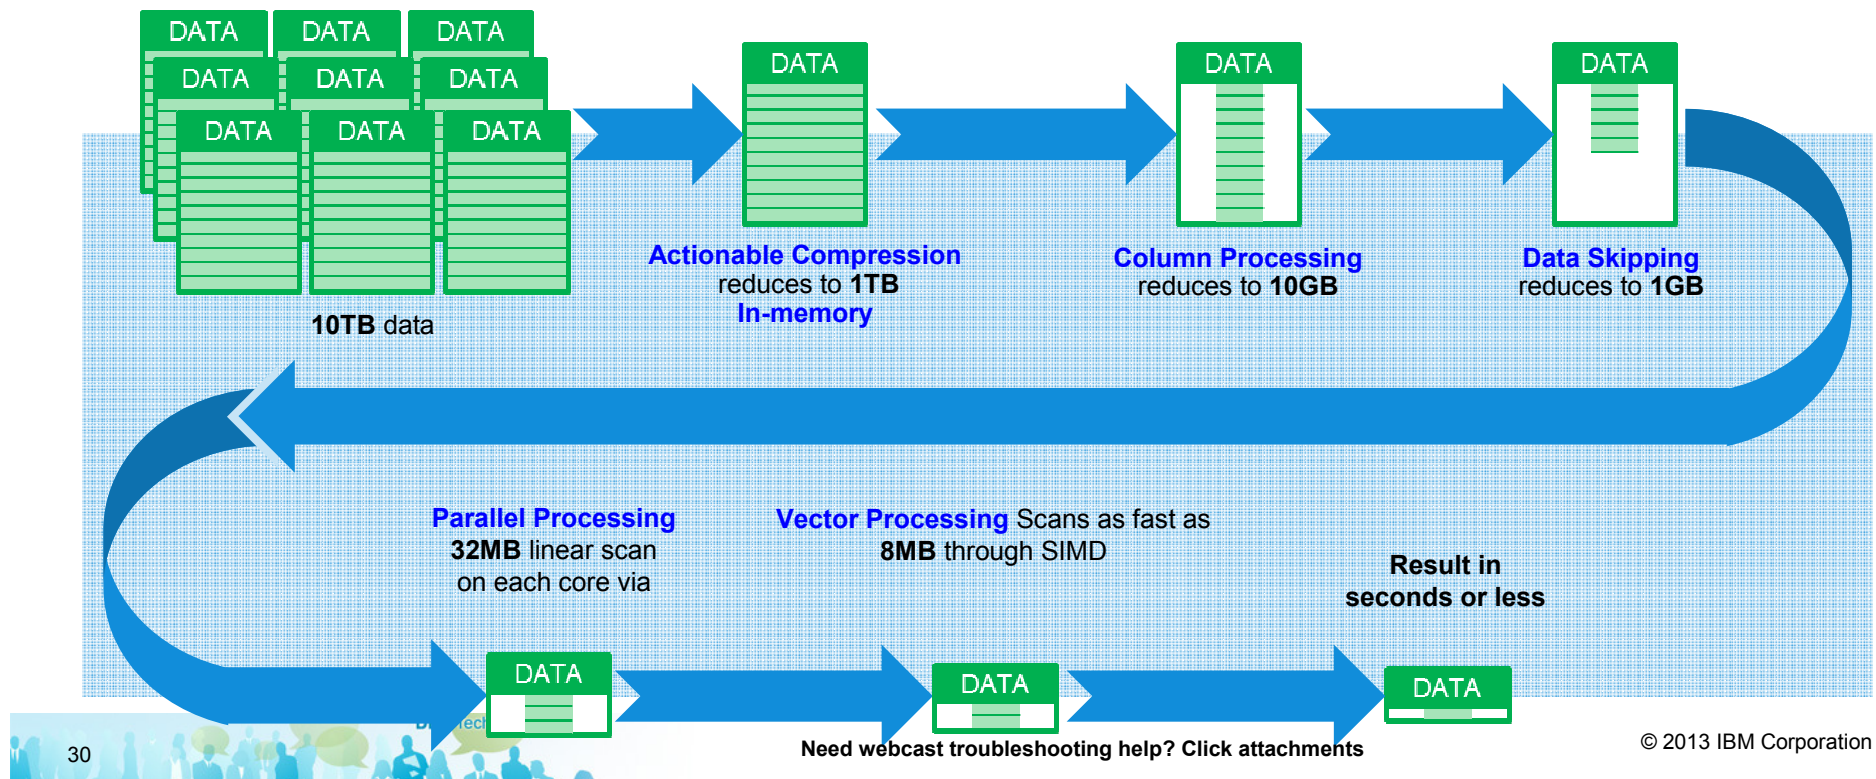 DATA DATA DATA
DATA DATA DATA
DATA DATA DATA
DATA
DATA
DATA
10TB data
Actionable Compression
reduces to 1TB
In-memory
Column Processing
reduces to 10GB
Data Skipping
reduces to 1GB
Parallel Processing
32MB linear scan
on each core via
Vector Processing Scans as fast as
8MB through SIMD
Result in
seconds or less
DATA
DATA
DATA
30
Need webcast troubleshooting help? Click attachments
© 2013 IBM Corporation